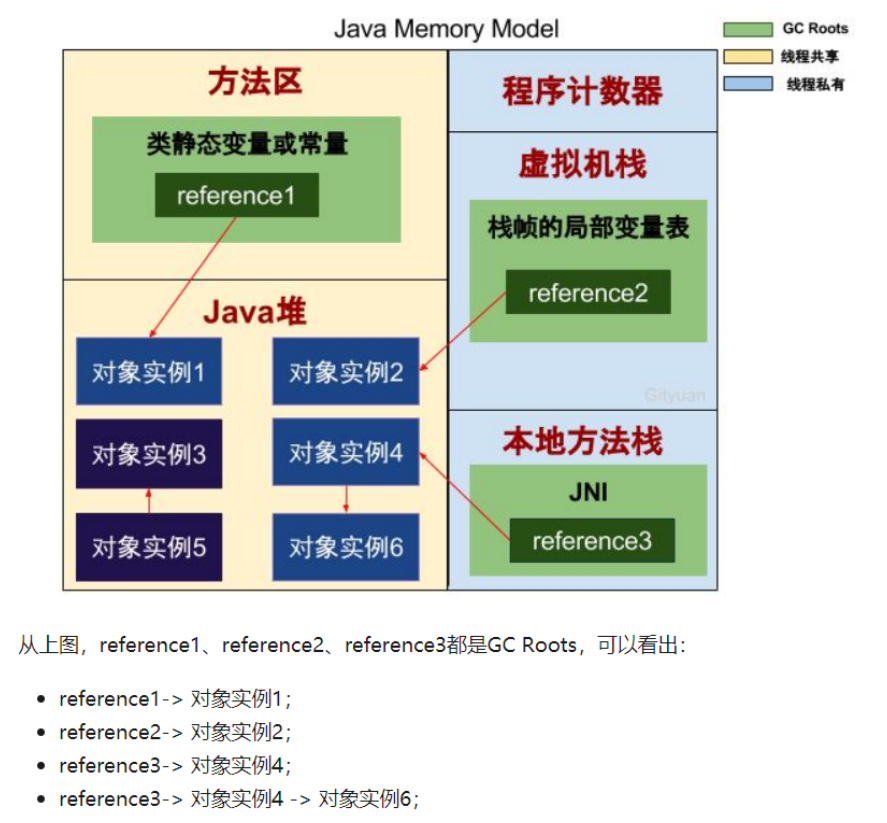 Java Memory Model
GC Roots
线程共享
线程私有
方法区
类静态变量或常量
reference1
Java堆
对象实例1
对象实例2
对象实例3
对象实例4
对象实例5
对象实例6
程序计数器
虚拟机栈
栈帧的局部变量表
reference2
Gityuan
本地方法栈
JNI
reference3
从上图，reference1、reference2、reference3都是GC Roots，可以看出：
• reference1-> 对象实例1；
• reference2-> 对象实例2；
• reference3-> 对象实例4；
• reference3-> 对象实例4 -> 对象实例6；